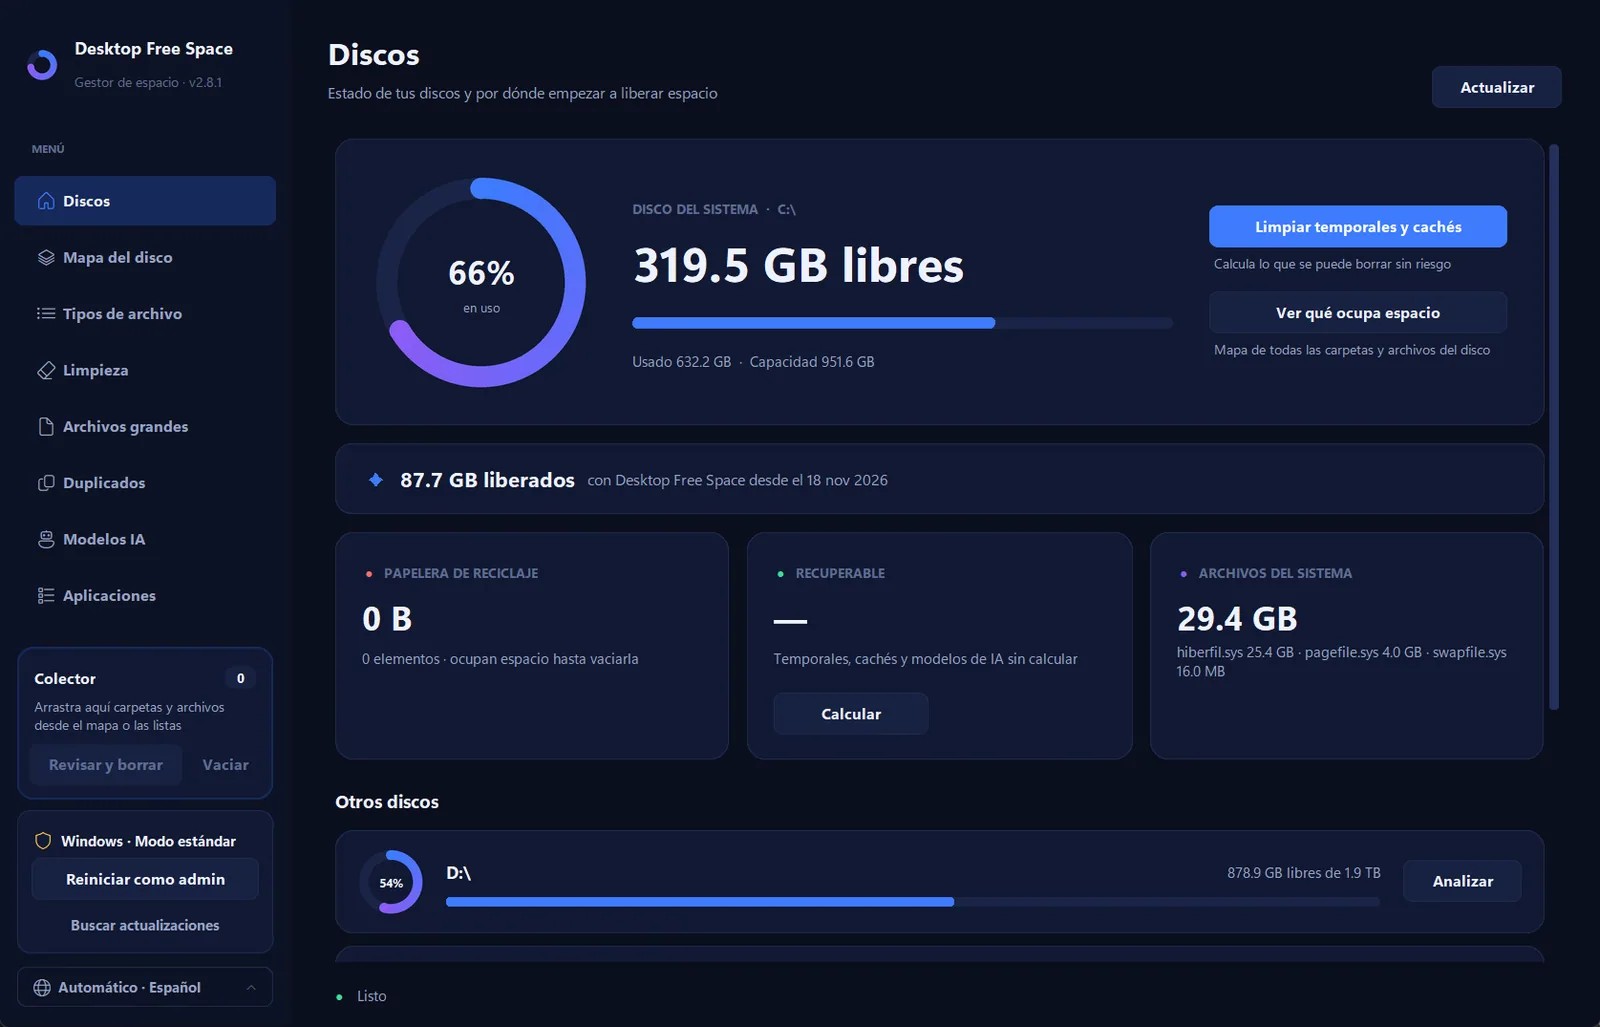 Desktop Free Space
Gestor de espacio · v2.8.1
MENÚ
Discos
Mapa del disco
Tipos de archivo
Limpieza
Archivos grandes
Duplicados
Modelos IA
Aplicaciones
Colector
0
Arrastra aquí carpetas y archivos
desde el mapa o las listas
Revisar y borrar
Vaciar
Windows · Modo estándar
Reiniciar como admin
Buscar actualizaciones
Automático · Español
Discos
Estado de tus discos y por dónde empezar a liberar espacio
Actualizar
66%
en uso
DISCO DEL SISTEMA · C:\
319.5 GB libres
Usado 632.2 GB · Capacidad 951.6 GB
Limpiar temporales y cachés
Calcula lo que se puede borrar sin riesgo
Ver qué ocupa espacio
Mapa de todas las carpetas y archivos del disco
87.7 GB liberados con Desktop Free Space desde el 18 nov 2026
PAPELERA DE RECICLAJE
0 B
0 elementos · ocupan espacio hasta vaciarla
RECUPERABLE
—
Temporales, cachés y modelos de IA sin calcular
Calcular
ARCHIVOS DEL SISTEMA
29.4 GB
hiberfil.sys 25.4 GB · pagefile.sys 4.0 GB · swapfile.sys
16.0 MB
Otros discos
54%
D:\
878.9 GB libres de 1.9 TB
Analizar
Listo